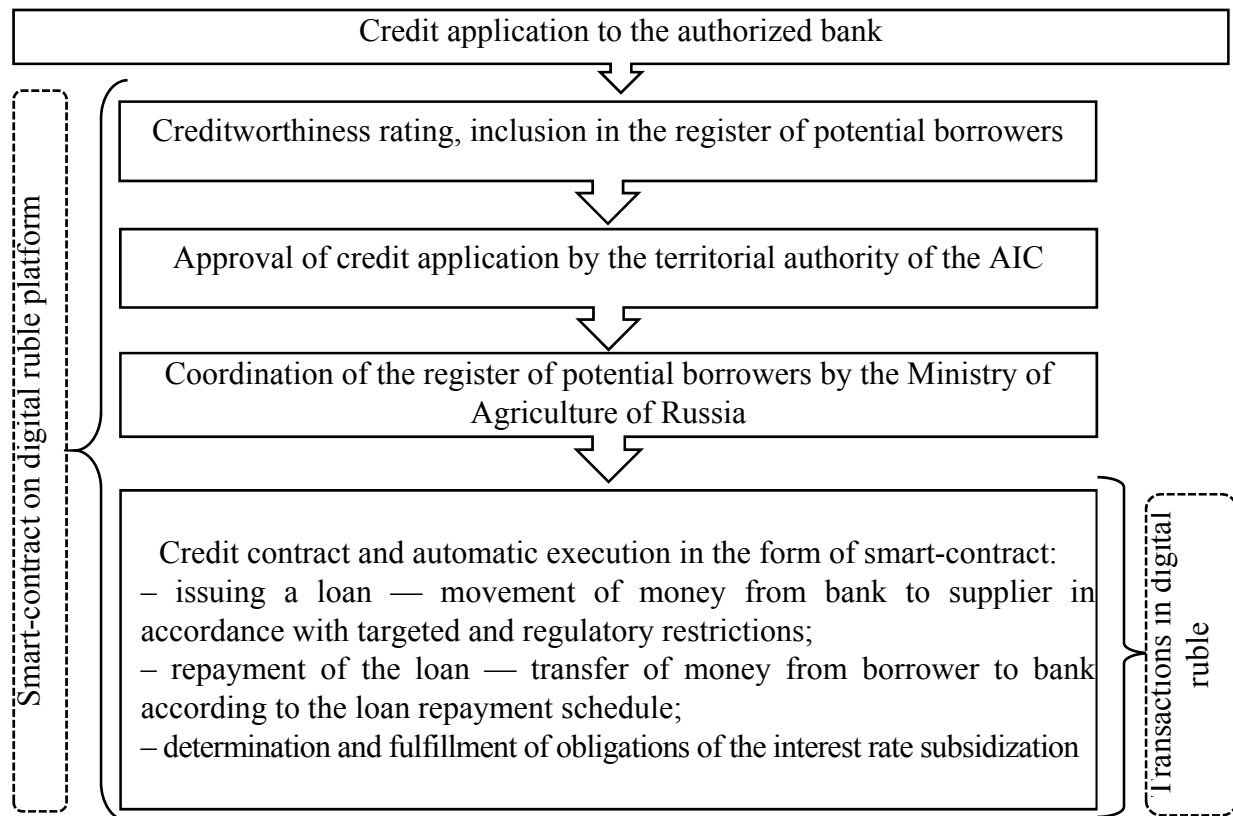 Credit application to the authorized bank
Smart-contract on digital ruble platform
Creditworthiness rating, inclusion in the register of potential borrowers
Approval of credit application by the territorial authority of the AIC
Coordination of the register of potential borrowers by the Ministry of
Agriculture of Russia
Credit contract and automatic execution in the form of smart-contract:
– issuing a loan — movement of money from bank to supplier in
accordance with targeted and regulatory restrictions;
– repayment of the loan — transfer of money from borrower to bank
according to the loan repayment schedule;
– determination and fulfillment of obligations of the interest rate subsidization
Transactions in digital
ruble